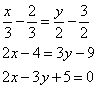 x/3 − 2/3 = y/2 − 3/2
2x − 4 = 3y − 9
2x − 3y + 5 = 0